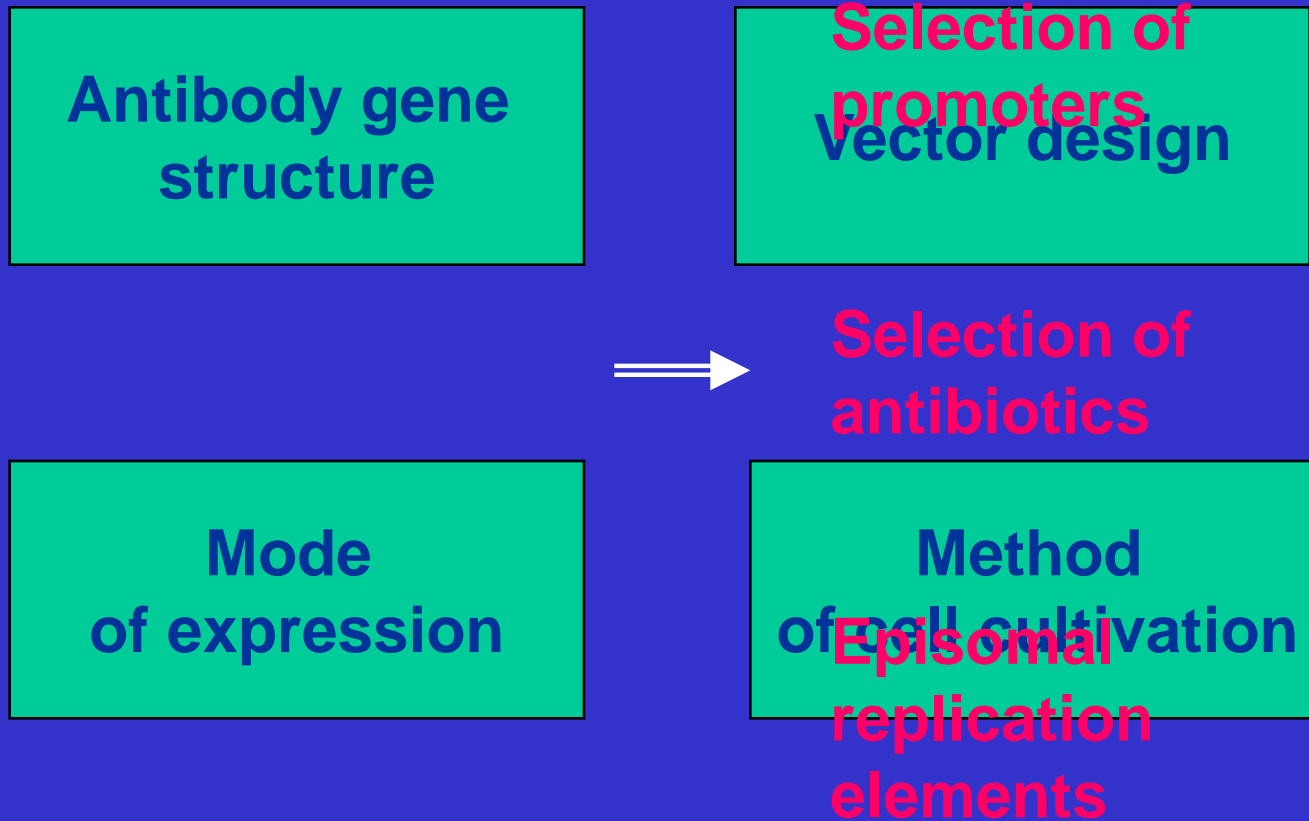 Antibody gene
structure
Vector design
Selection of
promoters
Selection of
antibiotics
Mode
of expression
Method
of cell cultivation
Episomal
replication
elements